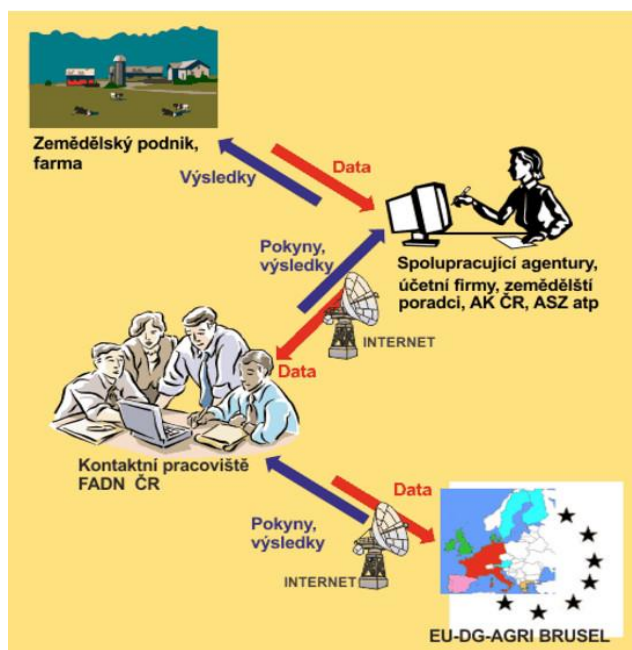 Zemědělský podnik,
farma
Data
Výsledky
Pokyny,
výsledky
Spolupracující agentury,
účetní firmy, zemědělští
poradci, AK ČR, ASZ atp
INTERNET
Data
Kontaktní pracoviště
FADN ČR
Data
Pokyny,
výsledky
INTERNET
EU-DG-AGRI BRUSEL